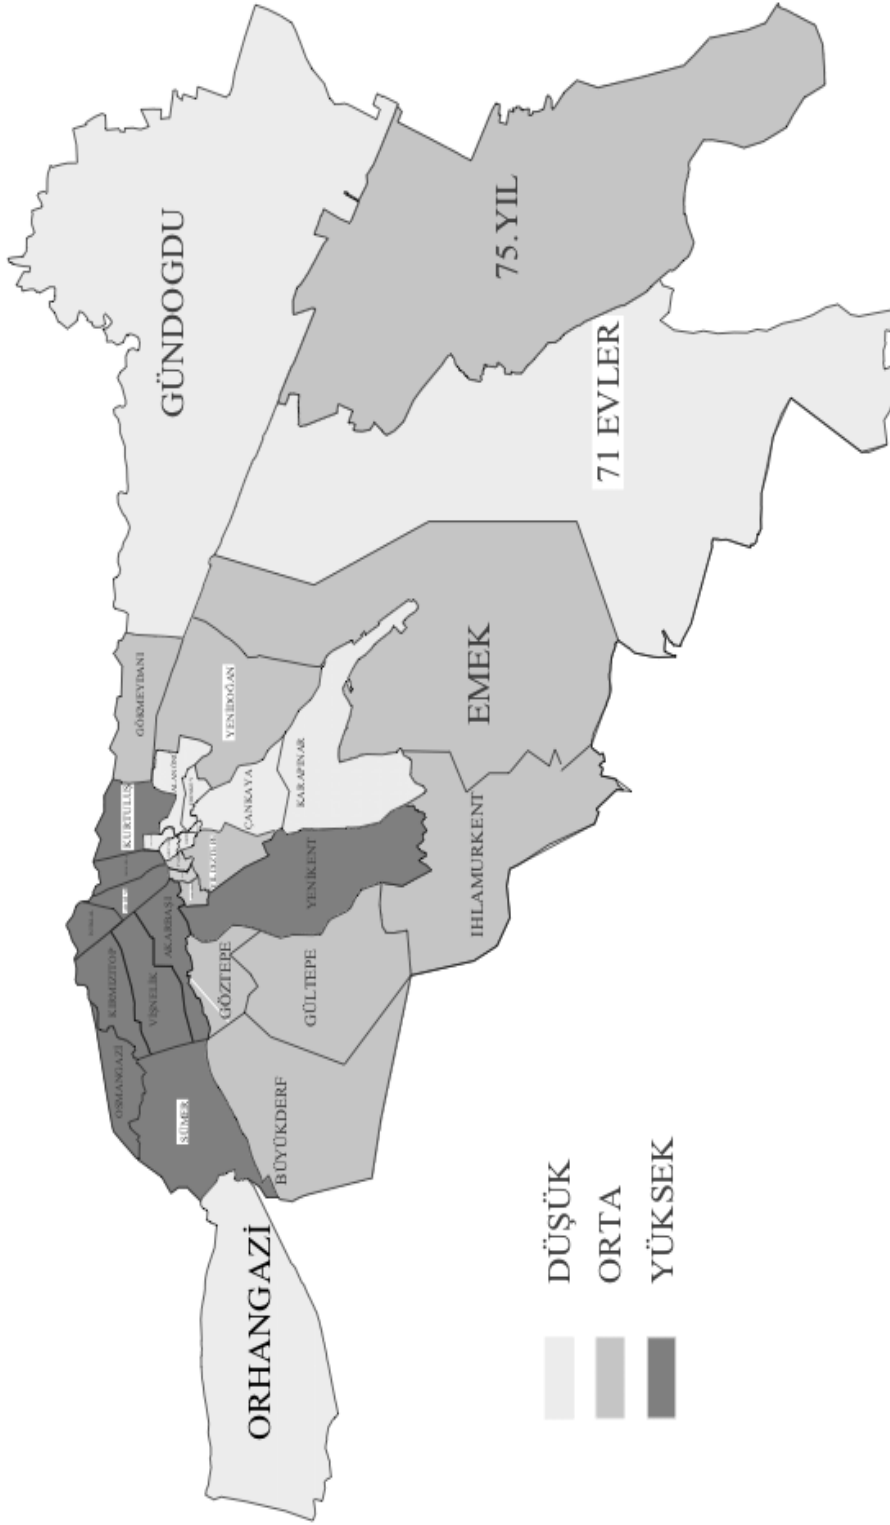 GÜNDOGDU
75.YIL
71 EVLER
GÖKMEYDANI
YENİDOĞAN
EMEK
KURTULUŞ
ÇANKAYA
KARAPINAR
YENİKENT
IHLAMURKENT
AKARBAŞI
KIRMIZITOP
VİŞNELİK
GÖZTEPE
GÜLTEPE
OSMANGAZİ
SÜMER
BÜYÜKDERF
ORHANGAZİ
DÜŞÜK
ORTA
YÜKSEK